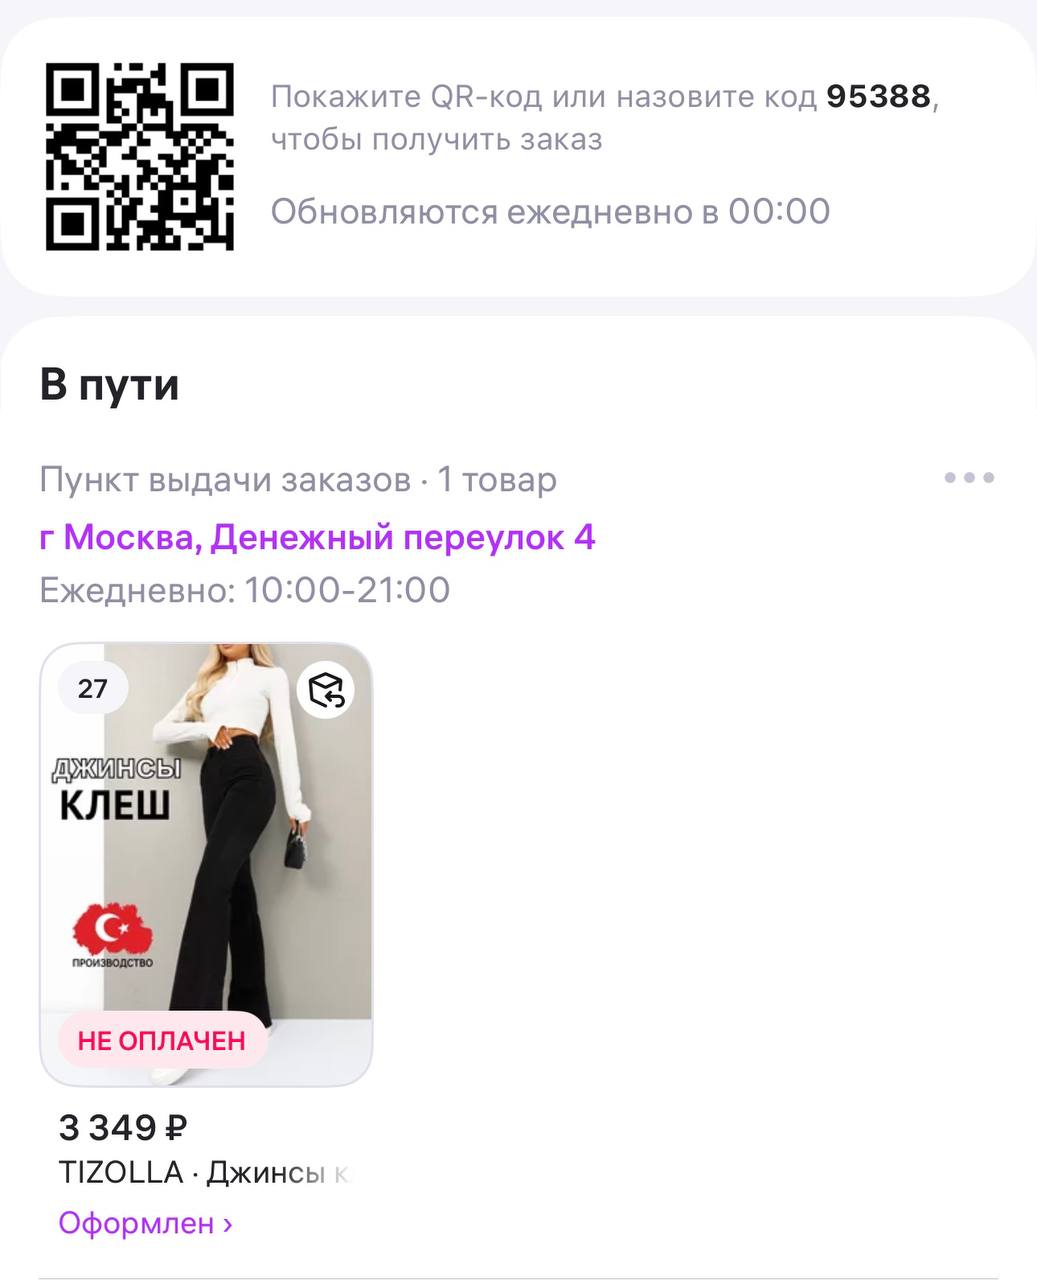 Покажите QR-код или назовите код 95388,
чтобы получить заказ
Обновляются ежедневно в 00:00
В пути
Пункт выдачи заказов · 1 товар
г Москва, Денежный переулок 4
Ежедневно: 10:00-21:00
27
ДЖИНСЫ
КЛЕШ
ПРОИЗВОДСТВО
НЕ ОПЛАЧЕН
3 349 ₽
TIZOLLA · Джинсы
Оформлен ›